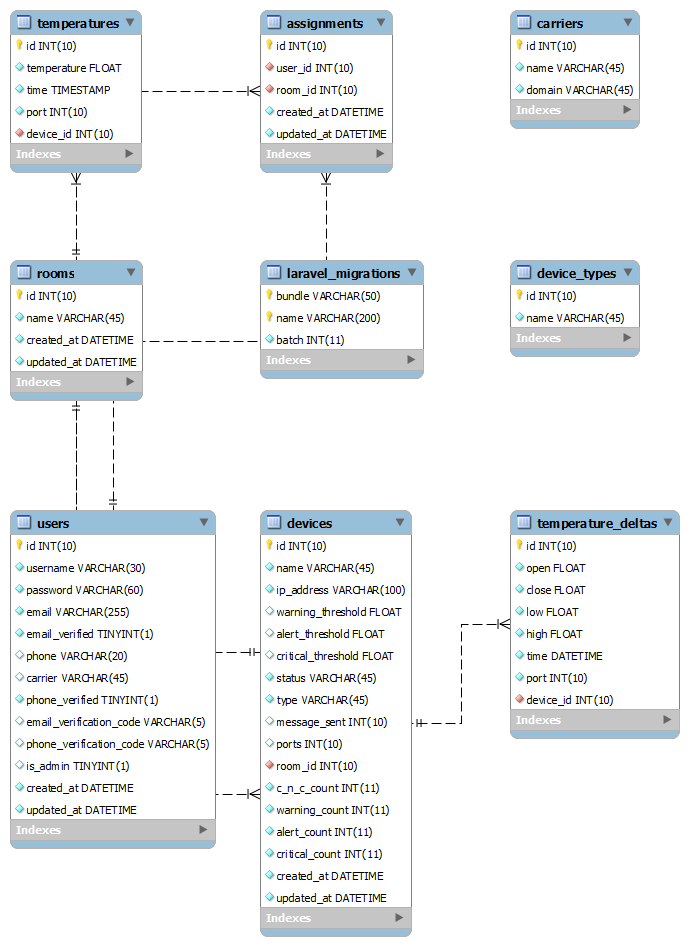 temperatures
id INT(10)
temperature FLOAT
time TIMESTAMP
port INT(10)
device_id INT(10)
Indexes
assignments
id INT(10)
user_id INT(10)
room_id INT(10)
created_at DATETIME
updated_at DATETIME
Indexes
carriers
id INT(10)
name VARCHAR(45)
domain VARCHAR(45)
Indexes
rooms
id INT(10)
name VARCHAR(45)
created_at DATETIME
updated_at DATETIME
Indexes
laravel_migrations
bundle VARCHAR(50)
name VARCHAR(200)
batch INT(11)
Indexes
device_types
id INT(10)
name VARCHAR(45)
Indexes
users
id INT(10)
username VARCHAR(30)
password VARCHAR(60)
email VARCHAR(255)
email_verified TINYINT(1)
phone VARCHAR(20)
carrier VARCHAR(45)
phone_verified TINYINT(1)
email_verification_code VARCHAR(5)
phone_verification_code VARCHAR(5)
is_admin TINYINT(1)
created_at DATETIME
updated_at DATETIME
Indexes
devices
id INT(10)
name VARCHAR(45)
ip_address VARCHAR(100)
warning_threshold FLOAT
alert_threshold FLOAT
critical_threshold FLOAT
status VARCHAR(45)
type VARCHAR(45)
message_sent INT(10)
ports INT(10)
room_id INT(10)
c_n_c_count INT(11)
warning_count INT(11)
alert_count INT(11)
critical_count INT(11)
created_at DATETIME
updated_at DATETIME
Indexes
temperature_deltas
id INT(10)
open FLOAT
close FLOAT
low FLOAT
high FLOAT
time DATETIME
port INT(10)
device_id INT(10)
Indexes